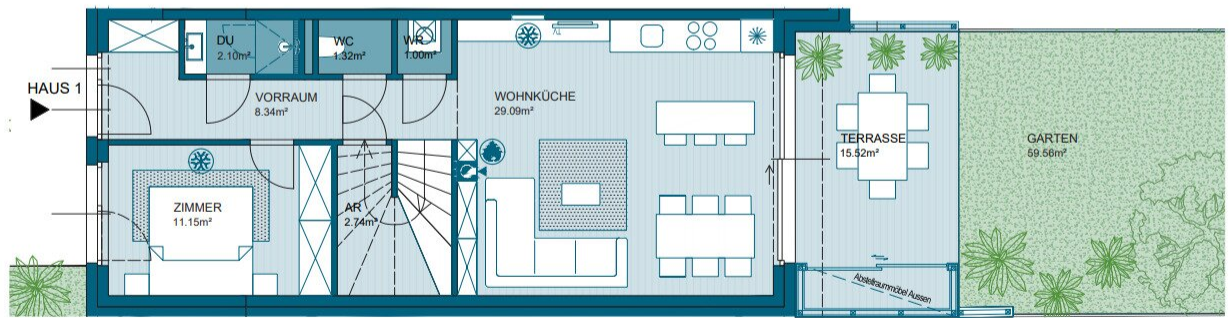 HAUS 1
DU
2.10m²
WC
1.32m²
WR
1.00m²
VORRAUM
8.34m²
WOHNKÜCHE
29.09m²
TERRASSE
15.52m²
GARTEN
59.56m²
ZIMMER
11.15m²
AR
2.74m²
Abstellraummöbel Aussen